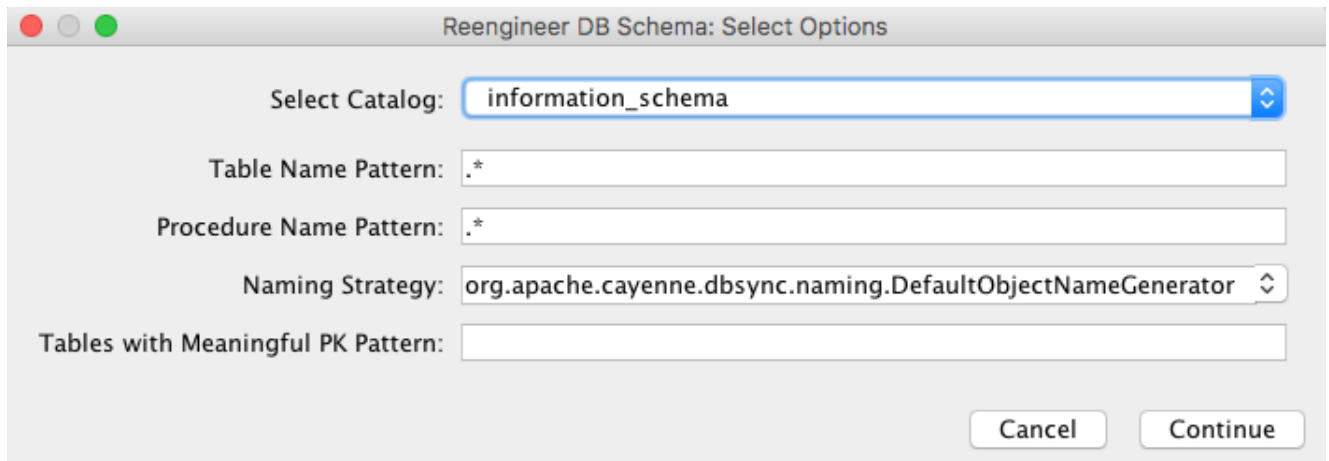 Reengineer DB Schema: Select Options
Select Catalog: information_schema
Table Name Pattern: .*
Procedure Name Pattern: .*
Naming Strategy: org.apache.cayenne.dbsync.naming.DefaultObjectNameGenerator
Tables with Meaningful PK Pattern:
Cancel Continue